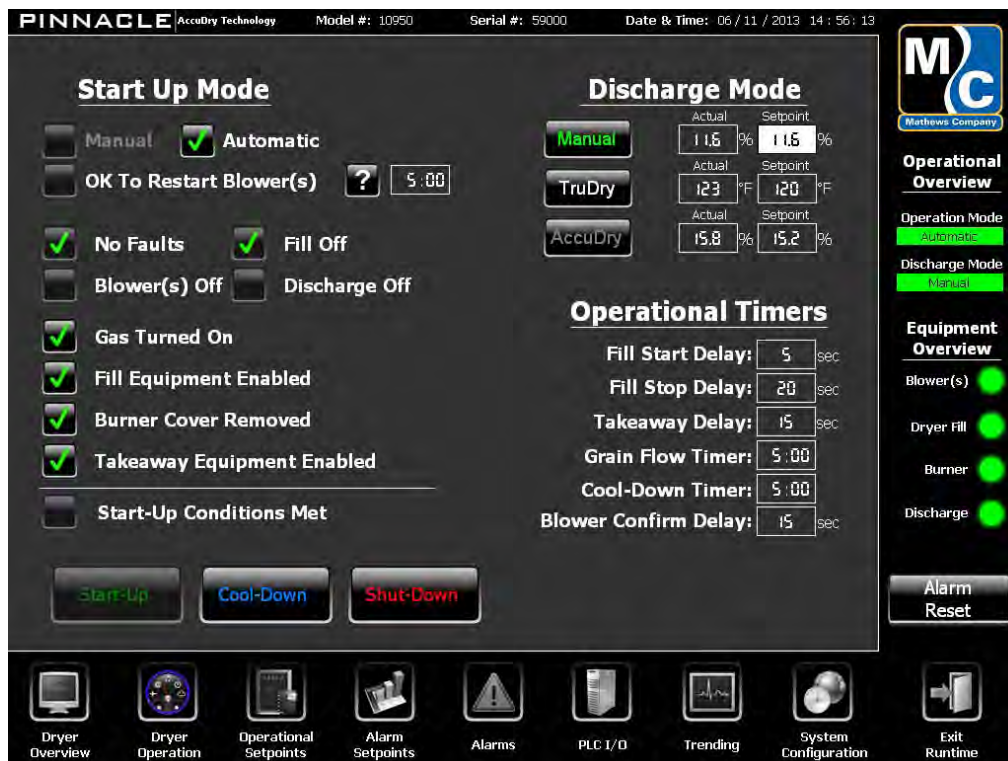 PINNACLE AccuDry Technology Model #: 10950 Serial #: 59000 Date & Time: 06/11/2013 14:56:13
Start Up Mode
Manual Automatic
OK To Restart Blower(s) ? 5:00
No Faults Fill Off
Blower(s) Off Discharge Off
Gas Turned On
Fill Equipment Enabled
Burner Cover Removed
Takeaway Equipment Enabled
Start-Up Conditions Met
Start-Up Cool-Down Shut-Down
Discharge Mode
Actual Setpoint
Manual 11.6 % 11.6 %
Actual Setpoint
TruDry 123 °F 120 °F
Actual Setpoint
AccuDry 15.8 % 15.2 %
Operational Timers
Fill Start Delay: 5 sec
Fill Stop Delay: 20 sec
Takeaway Delay: 15 sec
Grain Flow Timer: 5:00
Cool-Down Timer: 5:00
Blower Confirm Delay: 15 sec
MC
Mathews Company
Operational
Overview
Operation Mode
Automatic
Discharge Mode
Manual
Equipment
Overview
Blower(s)
Dryer Fill
Burner
Discharge
Alarm
Reset
Dryer
Overview
Dryer
Operation
Operational
Setpoints
Alarm
Setpoints
Alarms
PLC I/O
Trending
System
Configuration
Exit
Runtime